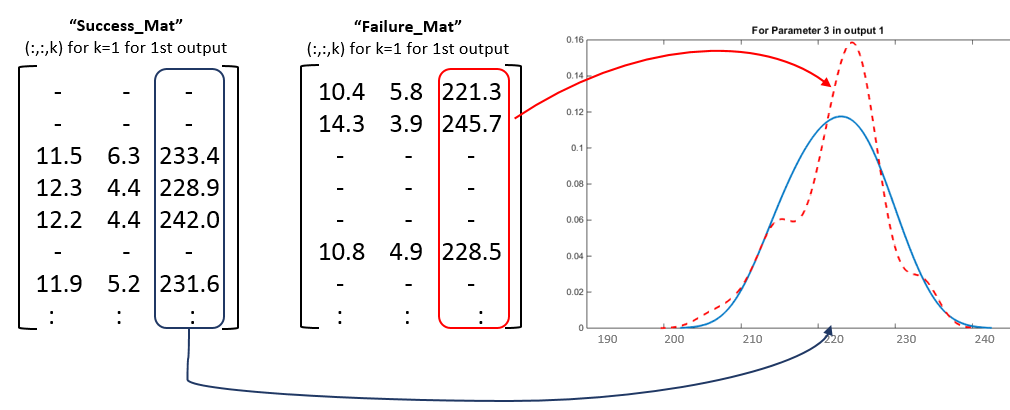 “Success_Mat”
(:,:,k) for k=1 for 1st output
- - -
- - -
11.5 6.3 233.4
12.3 4.4 228.9
12.2 4.4 242.0
- - -
11.9 5.2 231.6
: : :
“Failure_Mat”
(:,:,k) for k=1 for 1st output
10.4 5.8 221.3
14.3 3.9 245.7
- - -
- - -
- - -
10.8 4.9 228.5
- - -
: : :
For Parameter 3 in output 1
0.16
0.14
0.12
0.1
0.08
0.06
0.04
0.02
0
190 200 210 220 230 240